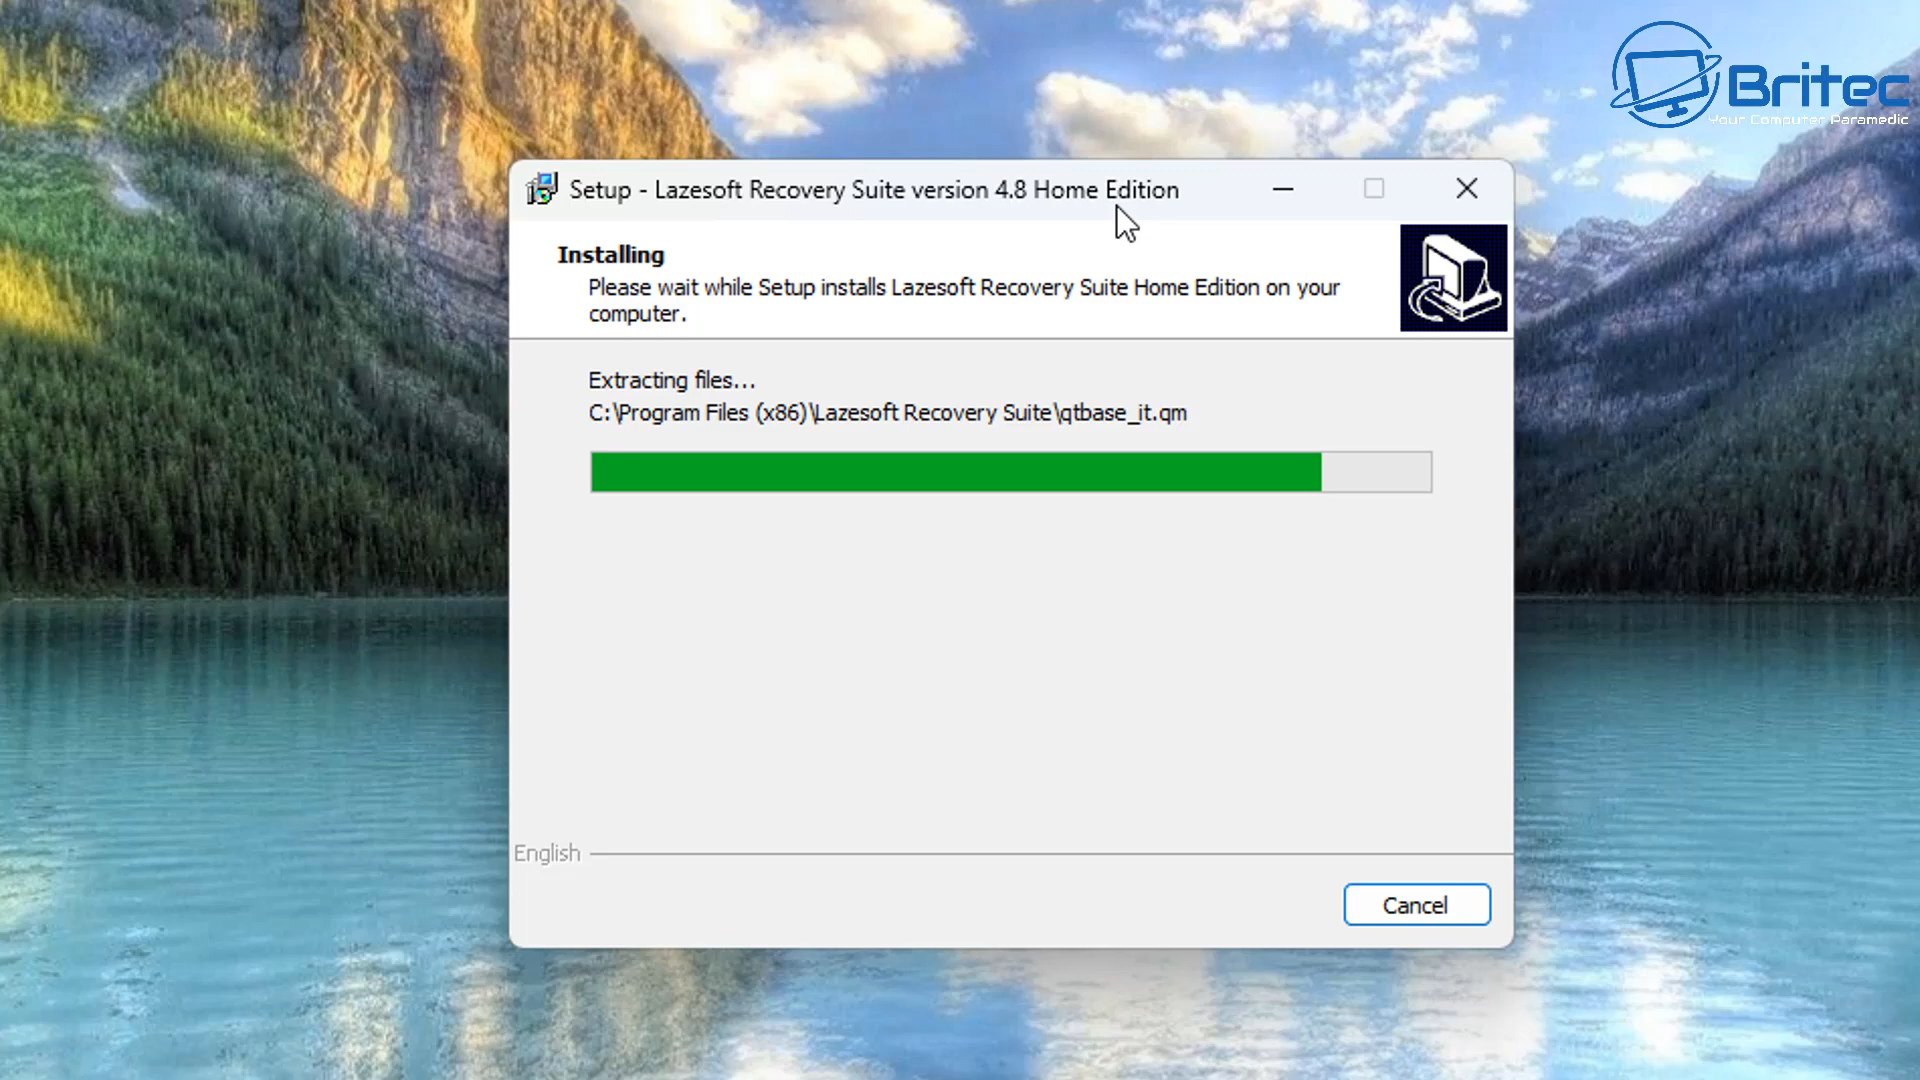 Britec
Your Computer Paramedic
Setup - Lazesoft Recovery Suite version 4.8 Home Edition
Installing
Please wait while Setup installs Lazesoft Recovery Suite Home Edition on your
computer.
Extracting files...
C:\Program Files (x86)\Lazesoft Recovery Suite\qtbase_it.qm
English
Cancel